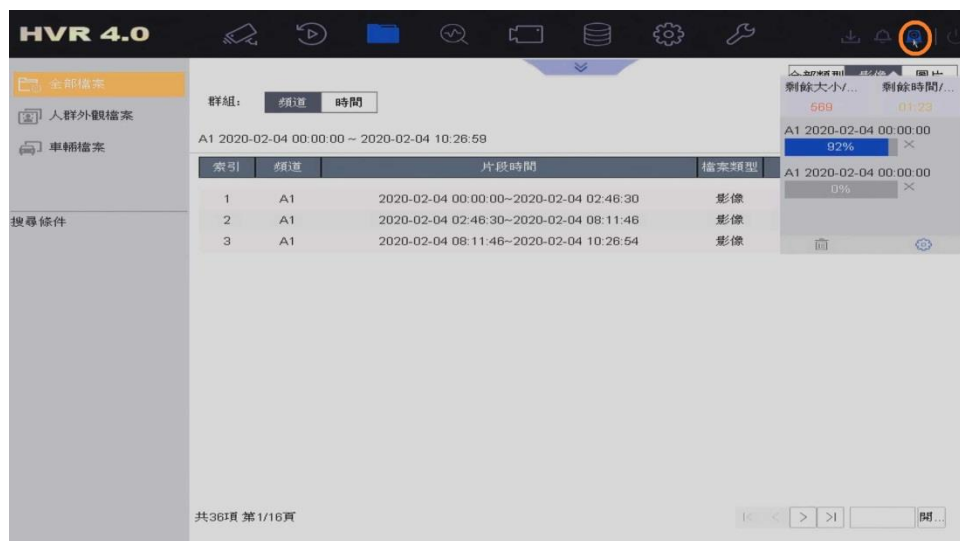 HVR 4.0
全部檔案
人群外觀檔案
車輛檔案
搜尋條件
群組: 頻道 時間
全部類型 影像 圖片
A1 2020-02-04 00:00:00 ~ 2020-02-04 10:26:59
索引 頻道 片段時間 檔案類型
1 A1 2020-02-04 00:00:00~2020-02-04 02:46:30 影像
2 A1 2020-02-04 02:46:30~2020-02-04 08:11:46 影像
3 A1 2020-02-04 08:11:46~2020-02-04 10:26:54 影像
剩餘大小/... 剩餘時間/...
569 01:23
A1 2020-02-04 00:00:00
92%
A1 2020-02-04 00:00:00
0%
共36項 第1/16頁
開...